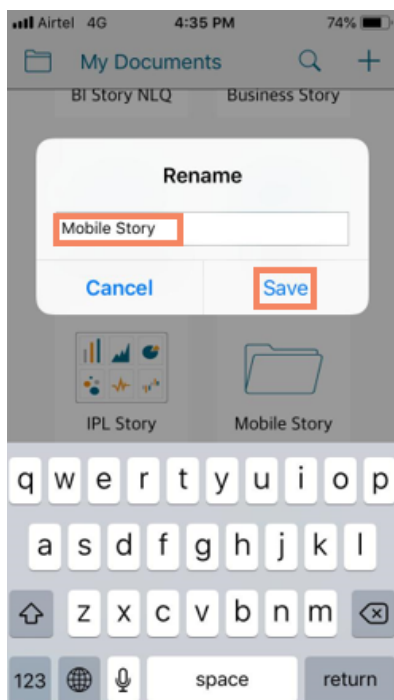 Airtel 4G 4:35 PM 74%
My Documents
BI Story NLQ Business Story
Rename
Mobile Story
Cancel Save
IPL Story Mobile Story
q w e r t y u i o p
a s d f g h j k l
z x c v b n m
123 space return